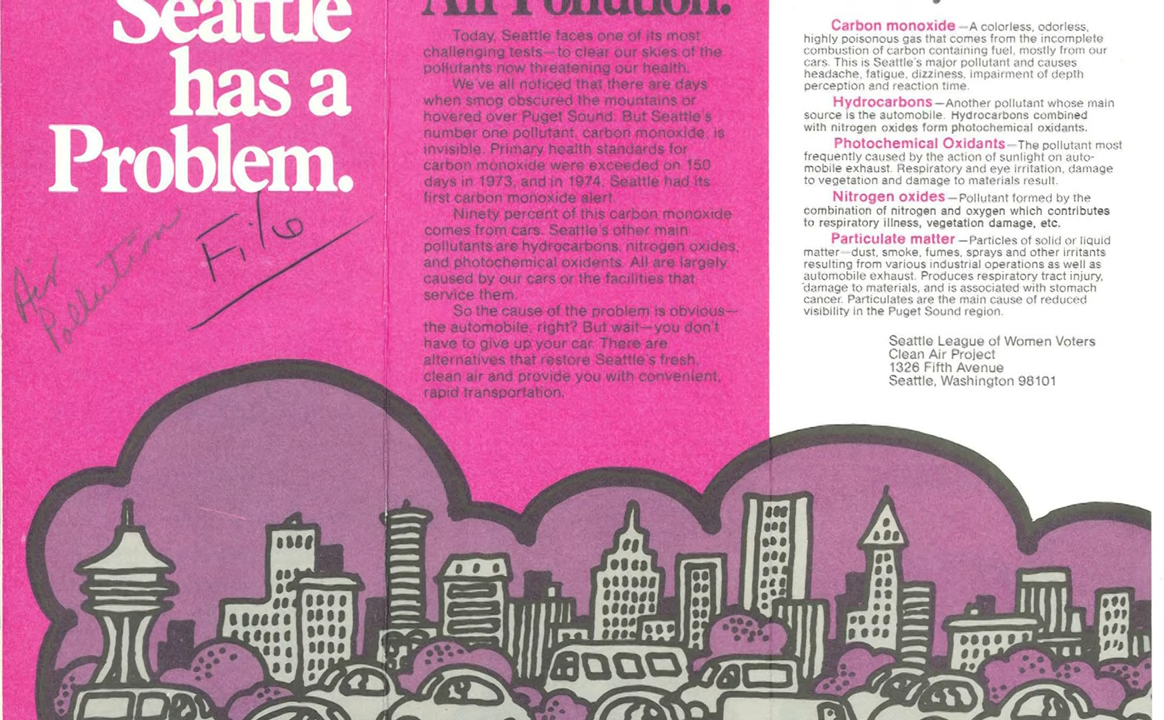 Seattle
has a
Problem.
Air
Pollution
File
Air Pollution.
Today, Seattle faces one of its most
challenging tests—to clear our skies of the
pollutants now threatening our health.
We've all noticed that there are days
when smog obscured the mountains or
hovered over Puget Sound. But Seattle's
number one pollutant, carbon monoxide, is
invisible. Primary health standards for
carbon monoxide were exceeded on 150
days in 1973, and in 1974, Seattle had its
first carbon monoxide alert.
Ninety percent of this carbon monoxide
comes from cars. Seattle's other main
pollutants are hydrocarbons, nitrogen oxides,
and photochemical oxidents. All are largely
caused by our cars or the facilities that
service them.
So the cause of the problem is obvious—
the automobile, right? But wait—you don't
have to give up your car. There are
alternatives that restore Seattle's fresh,
clean air and provide you with convenient,
rapid transportation.
Carbon monoxide—A colorless, odorless,
highly poisonous gas that comes from the incomplete
combustion of carbon containing fuel, mostly from our
cars. This is Seattle's major pollutant and causes
headache, fatigue, dizziness, impairment of depth
perception and reaction time.
Hydrocarbons—Another pollutant whose main
source is the automobile. Hydrocarbons combined
with nitrogen oxides form photochemical oxidants.
Photochemical Oxidants—The pollutant most
frequently caused by the action of sunlight on auto-
mobile exhaust. Respiratory and eye irritation, damage
to vegetation and damage to materials result.
Nitrogen oxides—Pollutant formed by the
combination of nitrogen and oxygen which contributes
to respiratory illness, vegetation damage, etc.
Particulate matter—Particles of solid or liquid
matter—dust, smoke, fumes, sprays and other irritants
resulting from various industrial operations as well as
automobile exhaust. Produces respiratory tract injury,
damage to materials, and is associated with stomach
cancer. Particulates are the main cause of reduced
visibility in the Puget Sound region.
Seattle League of Women Voters
Clean Air Project
1326 Fifth Avenue
Seattle, Washington 98101